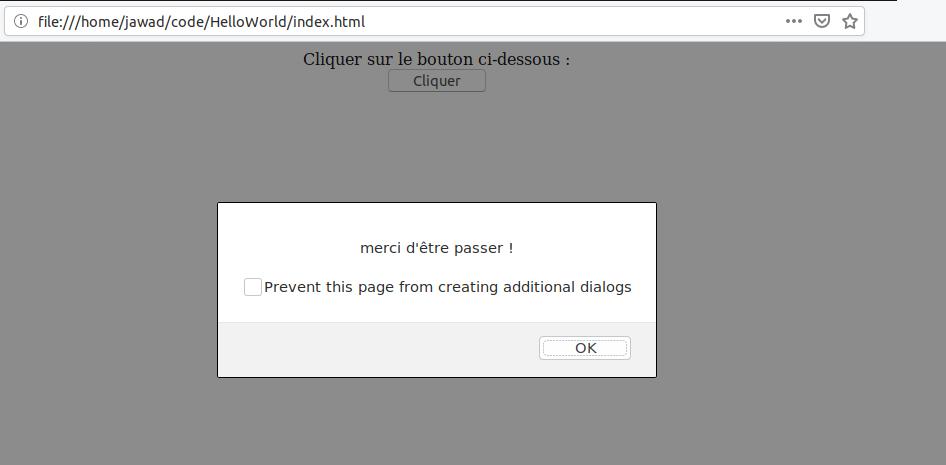 file:///home/jawad/code/HelloWorld/index.html
Cliquer sur le bouton ci-dessous :
Cliquer
merci d'être passer !
Prevent this page from creating additional dialogs
OK